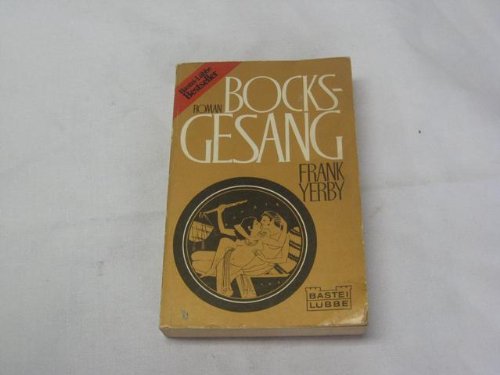 Bastei-Lübbe
Bestseller
ROMAN
BOCKS-
GESANG
FRANK
YERBY
BASTEI
LÜBBE